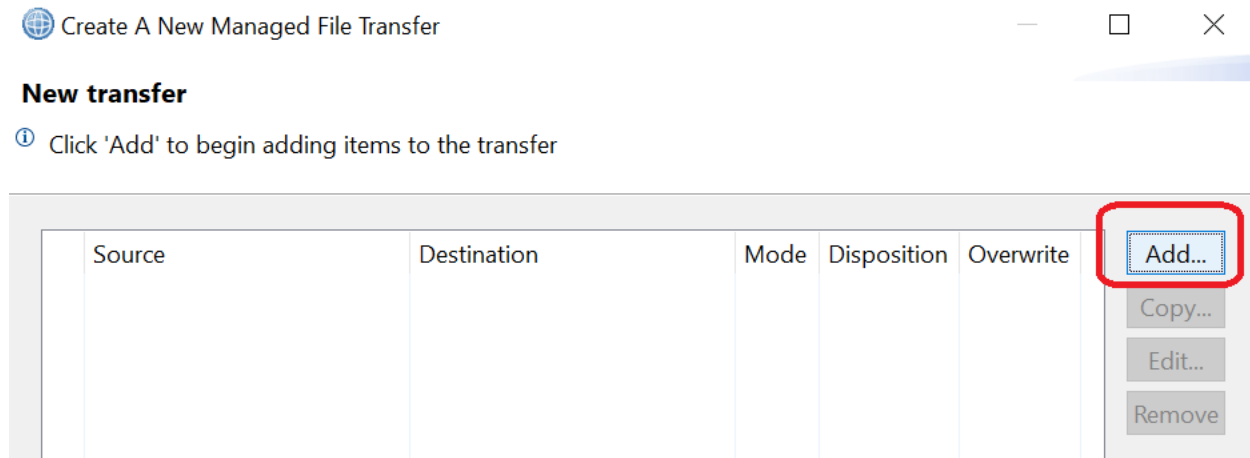 Create A New Managed File Transfer
New transfer
Click 'Add' to begin adding items to the transfer
Source Destination Mode Disposition Overwrite
Add...
Copy...
Edit...
Remove